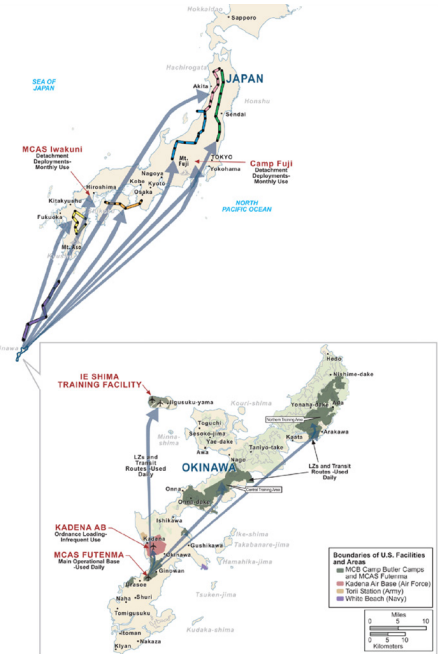 Hokkaido
Sapporo
Hachirogata
JAPAN
Akita
SEA OF
JAPAN
Honshu
Sendai
MCAS Iwakuni
Detachment
Deployments-
Monthly Use
Mt.
Fuji
TOKYO
Yokohama
Camp Fuji
Detachment
Deployments-
Monthly Use
Nagoya
Kobe
Kyoto
Hiroshima
Osaka
Kitakyushu
Fukuoka
NORTH
PACIFIC OCEAN
Hedo
Nishime-dake
IE SHIMA
TRAINING FACILITY
Iigusuku-yama
Kouri-shima
Northern Training Area
Toguchi
Minna-
shima
Sesoko-jima
Yae-dake
Awa
Arakawa
Tantyo-take
Nago
LZs and
Transit
Routes -Used
Daily
OKINAWA
LZs and Transit
Routes -Used
Daily
Onna
Central Training Area
Onna-dake
Ishikawa
KADENA AB
Ordnance Loading-
Infrequent Use
Kadena
Ike-shima
Gushikawa
Takabanare-jima
Okinawa
Hamahika-jima
MCAS FUTENMA
Main Operational Base
-Used Daily
Ginowan
Urasoe
Tsuken-jima
Naha
Shuri
Tomigusuku
Kudaka-shima
Itoman
Nakaza
Kiyan
Boundaries of U.S. Facilities
and Areas
MCB Camp Butler Camps
and MCAS Futenma
Kadena Air Base (Air Force)
Torii Station (Army)
White Beach (Navy)
Miles
0 5 10
0 5 10
Kilometers